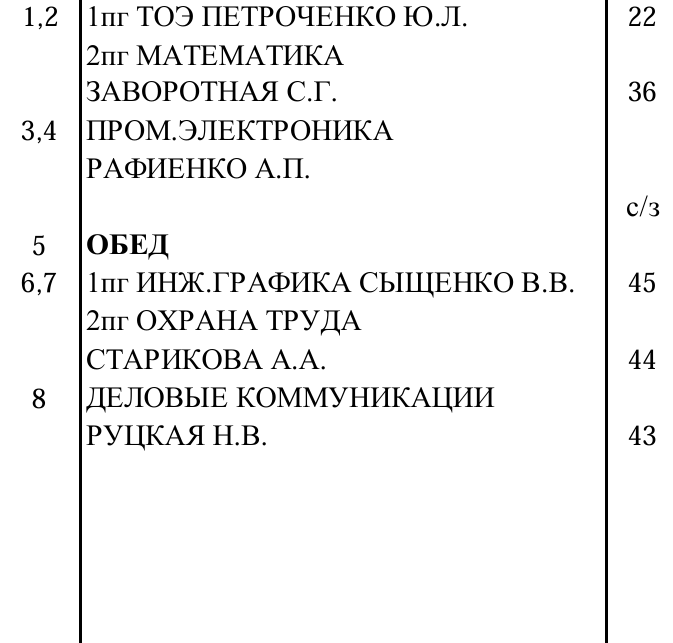 1,2 1пг ТОЭ ПЕТРОЧЕНКО Ю.Л. 22
2пг МАТЕМАТИКА
ЗАВОРОТНАЯ С.Г. 36
3,4 ПРОМ.ЭЛЕКТРОНИКА
РАФИЕНКО А.П.
с/з
5 ОБЕД
6,7 1пг ИНЖ.ГРАФИКА СЫЩЕНКО В.В. 45
2пг ОХРАНА ТРУДА
СТАРИКОВА А.А. 44
8 ДЕЛОВЫЕ КОММУНИКАЦИИ
РУЦКАЯ Н.В. 43